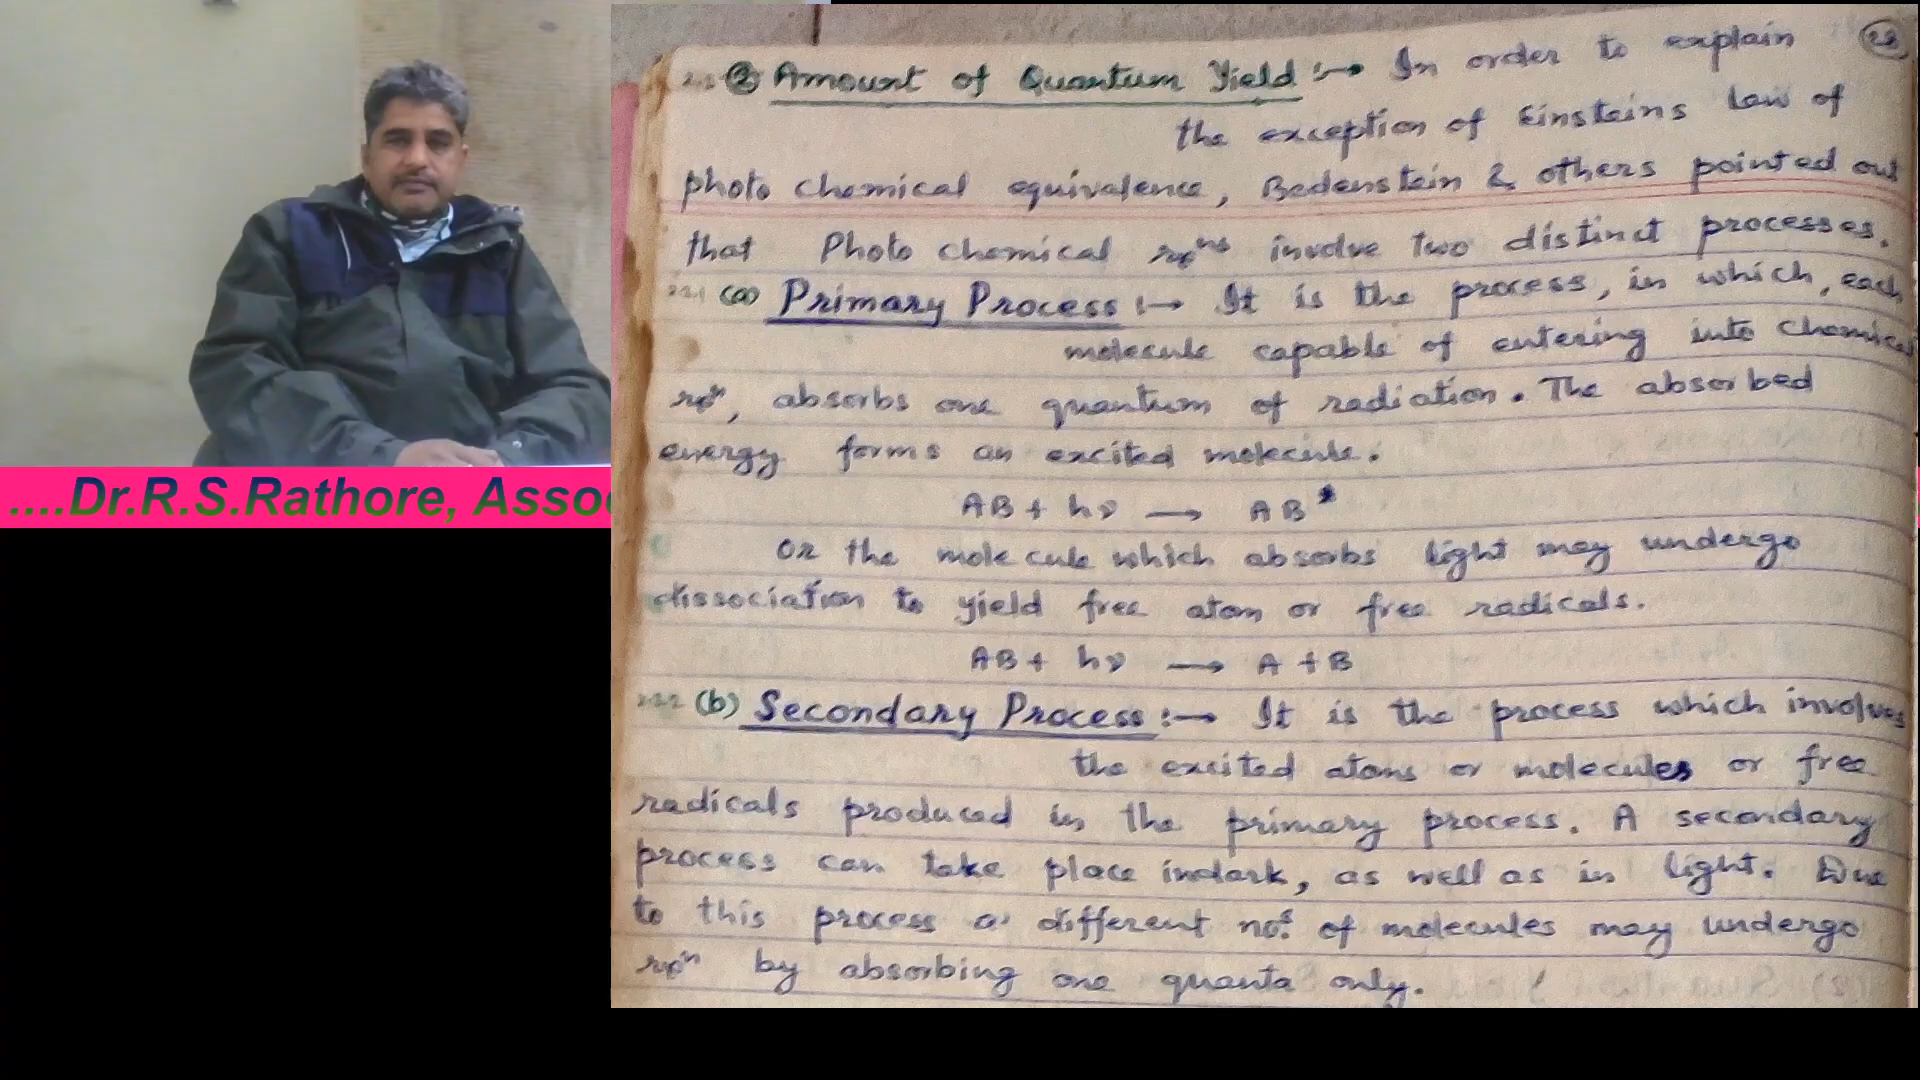 28
2.3 (2) Amount of Quantum Yield :→ In order to explain
the exception of Einsteins Law of
photo chemical equivalence, Bodenstein & others pointed out
that Photo chemical rxⁿˢ involve two distinct processes.
(a) Primary Process :→ It is the process, in which, each
molecule capable of entering into chemical
rxⁿ, absorbs one quantum of radiation. The absorbed
energy forms an excited molecule.
AB + hν → AB*
or the molecule which absorbs light may undergo
dissociation to yield free atom or free radicals.
AB + hν → A + B
(b) Secondary Process :→ It is the process which involves
the excited atoms or molecules or free
radicals produced in the primary process. A secondary
process can take place indark, as well as in light. Due
to this process a different noˢ. of molecules may undergo
rxⁿ by absorbing one quanta only.
....Dr.R.S.Rathore, Asso